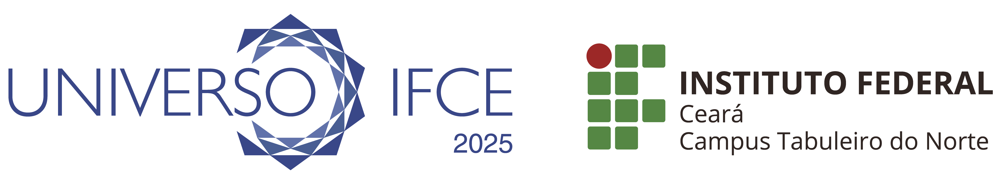 UNIVERSO IFCE
2025
INSTITUTO FEDERAL
Ceará
Campus Tabuleiro do Norte